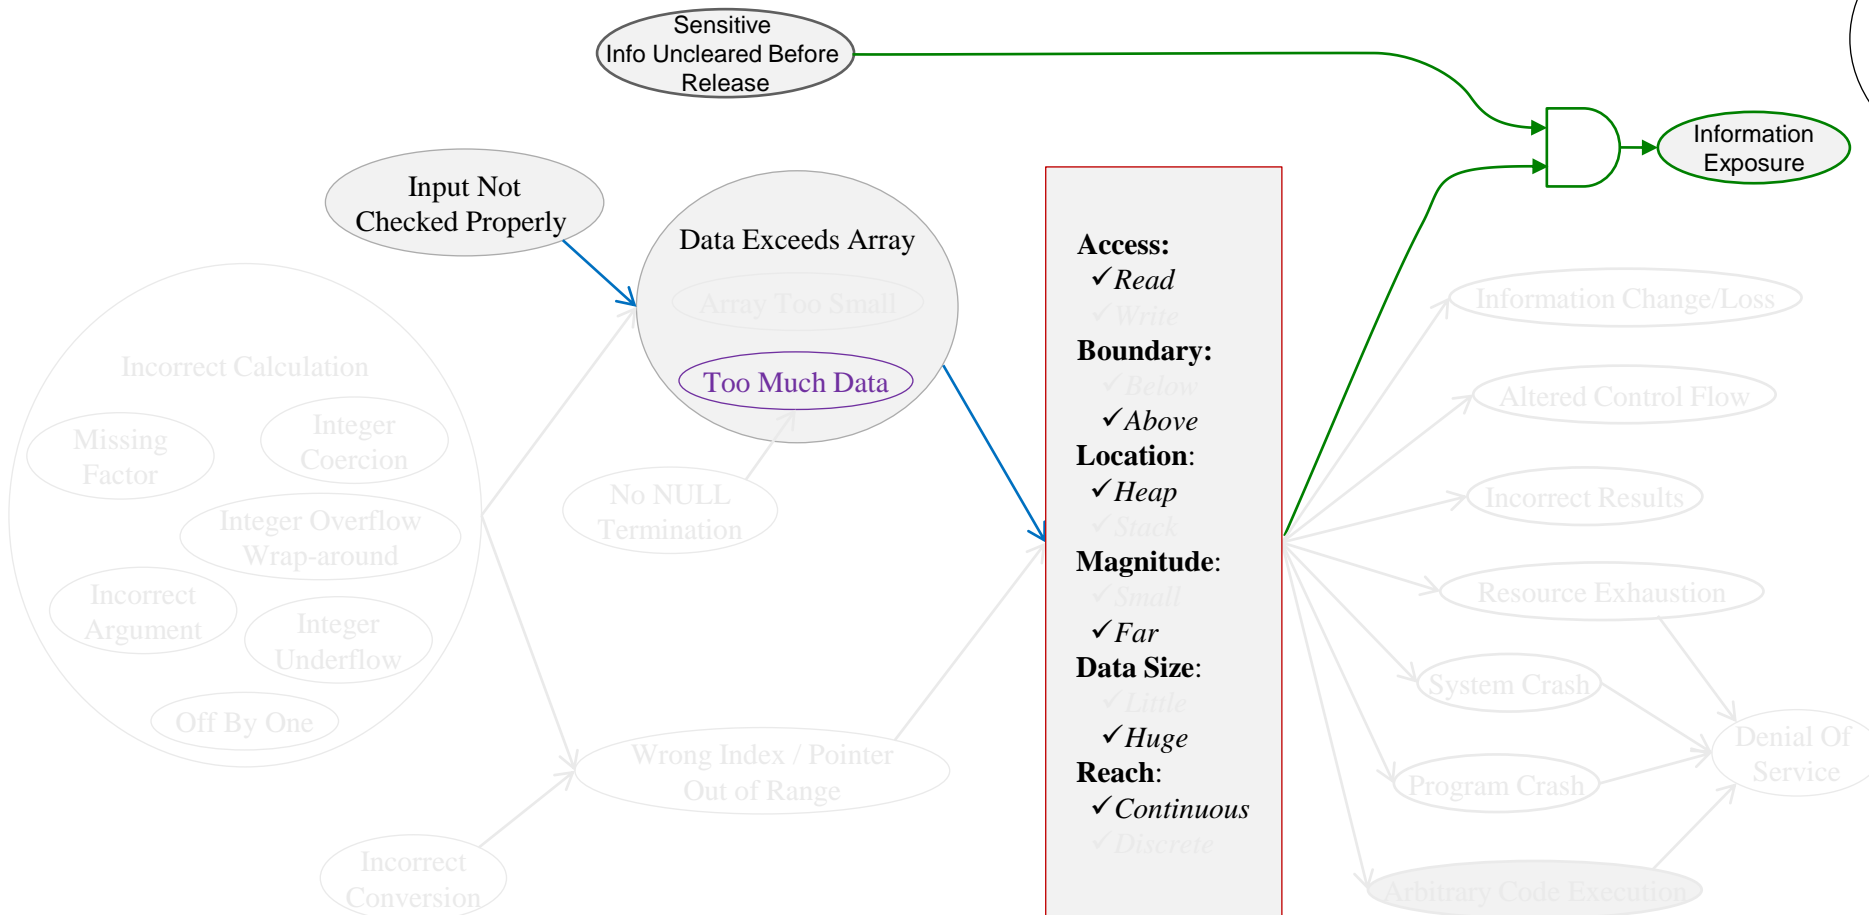 Sensitive
Info Uncleared Before
Release
Information
Exposure
Input Not
Checked Properly
Data Exceeds Array
Array Too Small
Too Much Data
Incorrect Calculation
Missing
Factor
Integer
Coercion
Integer Overflow
Wrap-around
Incorrect
Argument
Integer
Underflow
Off By One
No NULL
Termination
Wrong Index / Pointer
Out of Range
Incorrect
Conversion
Access:
✓Read
✓Write
Boundary:
✓Below
✓Above
Location:
✓Heap
✓Stack
Magnitude:
✓Small
✓Far
Data Size:
✓Little
✓Huge
Reach:
✓Continuous
✓Discrete
Information Change/Loss
Altered Control Flow
Incorrect Results
Resource Exhaustion
System Crash
Program Crash
Denial Of
Service
Arbitrary Code Execution